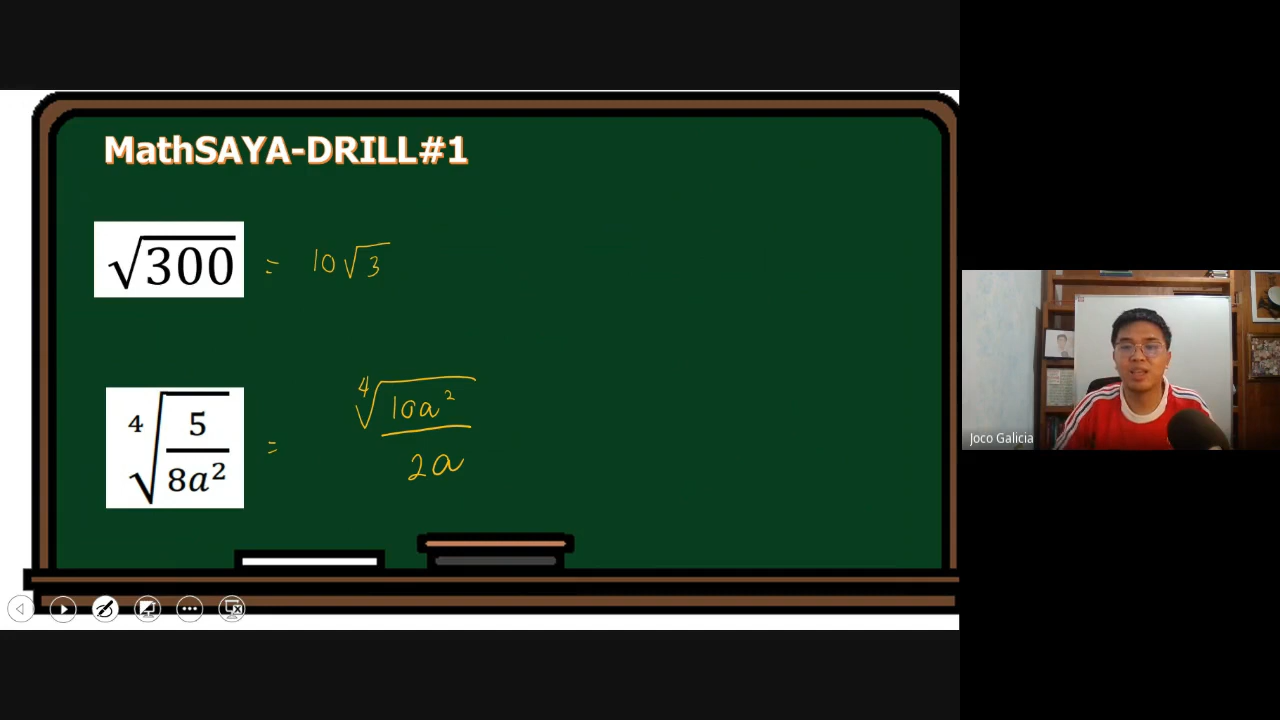 MathSAYA-DRILL#1
√300 = 10√3
⁴√(5/8a²) = ⁴√(10a²)/2a
Joco Galicia